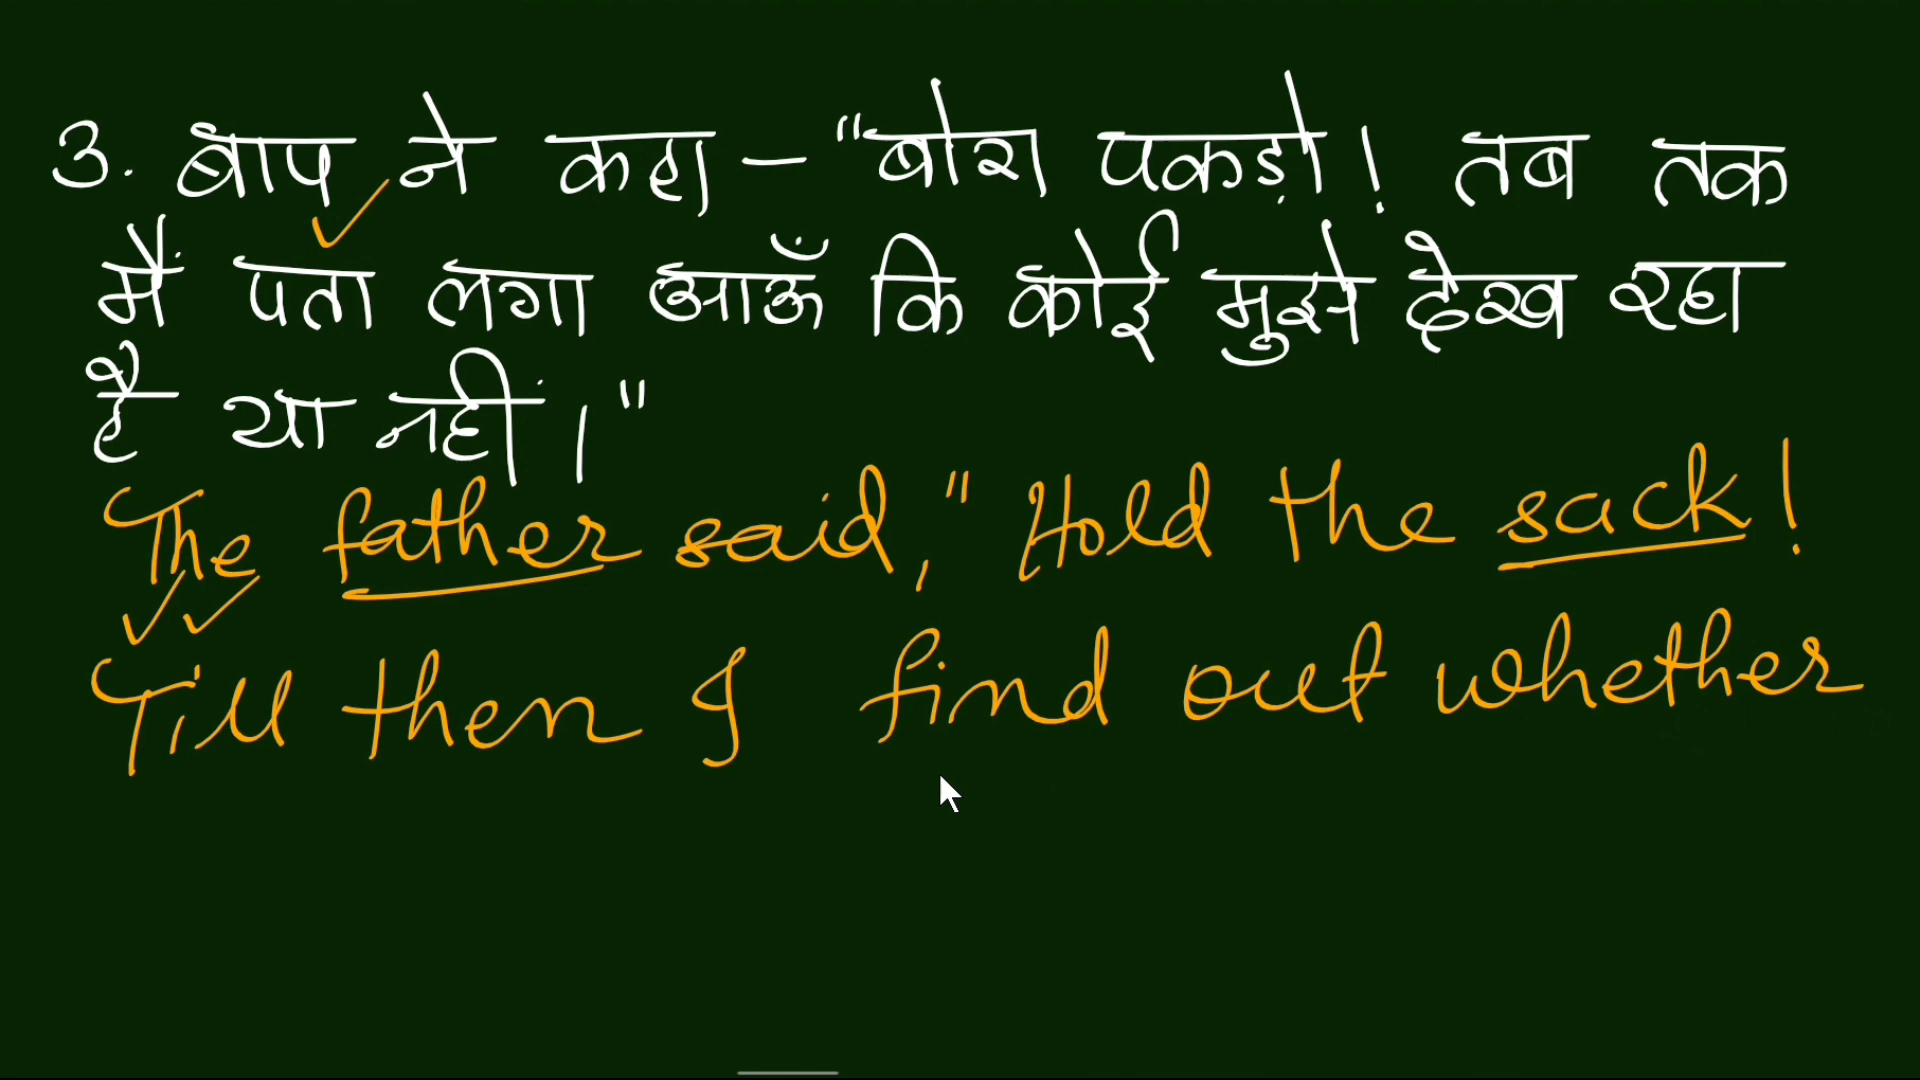 3. बाप ने कहा – "बोरा पकड़ो! तब तक
मैं पता लगा आऊँ कि कोई मुझे देख रहा
है या नहीं।"
The father said, "Hold the sack!
Till then I find out whether